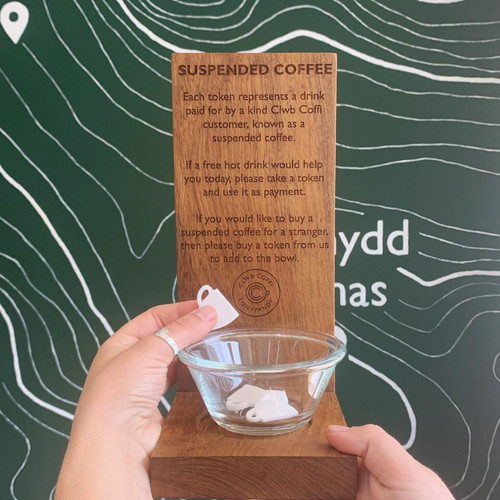 SUSPENDED COFFEE
Each token represents a drink
paid for by a kind Clwb Coffi
customer, known as a
suspended coffee.
If a free hot drink would help
you today, please take a token
and use it as payment.
If you would like to buy a
suspended coffee for a stranger,
then please buy a token from us
to add to the bowl.
CLWB COFFI
TONYPANDY
ydd
nas